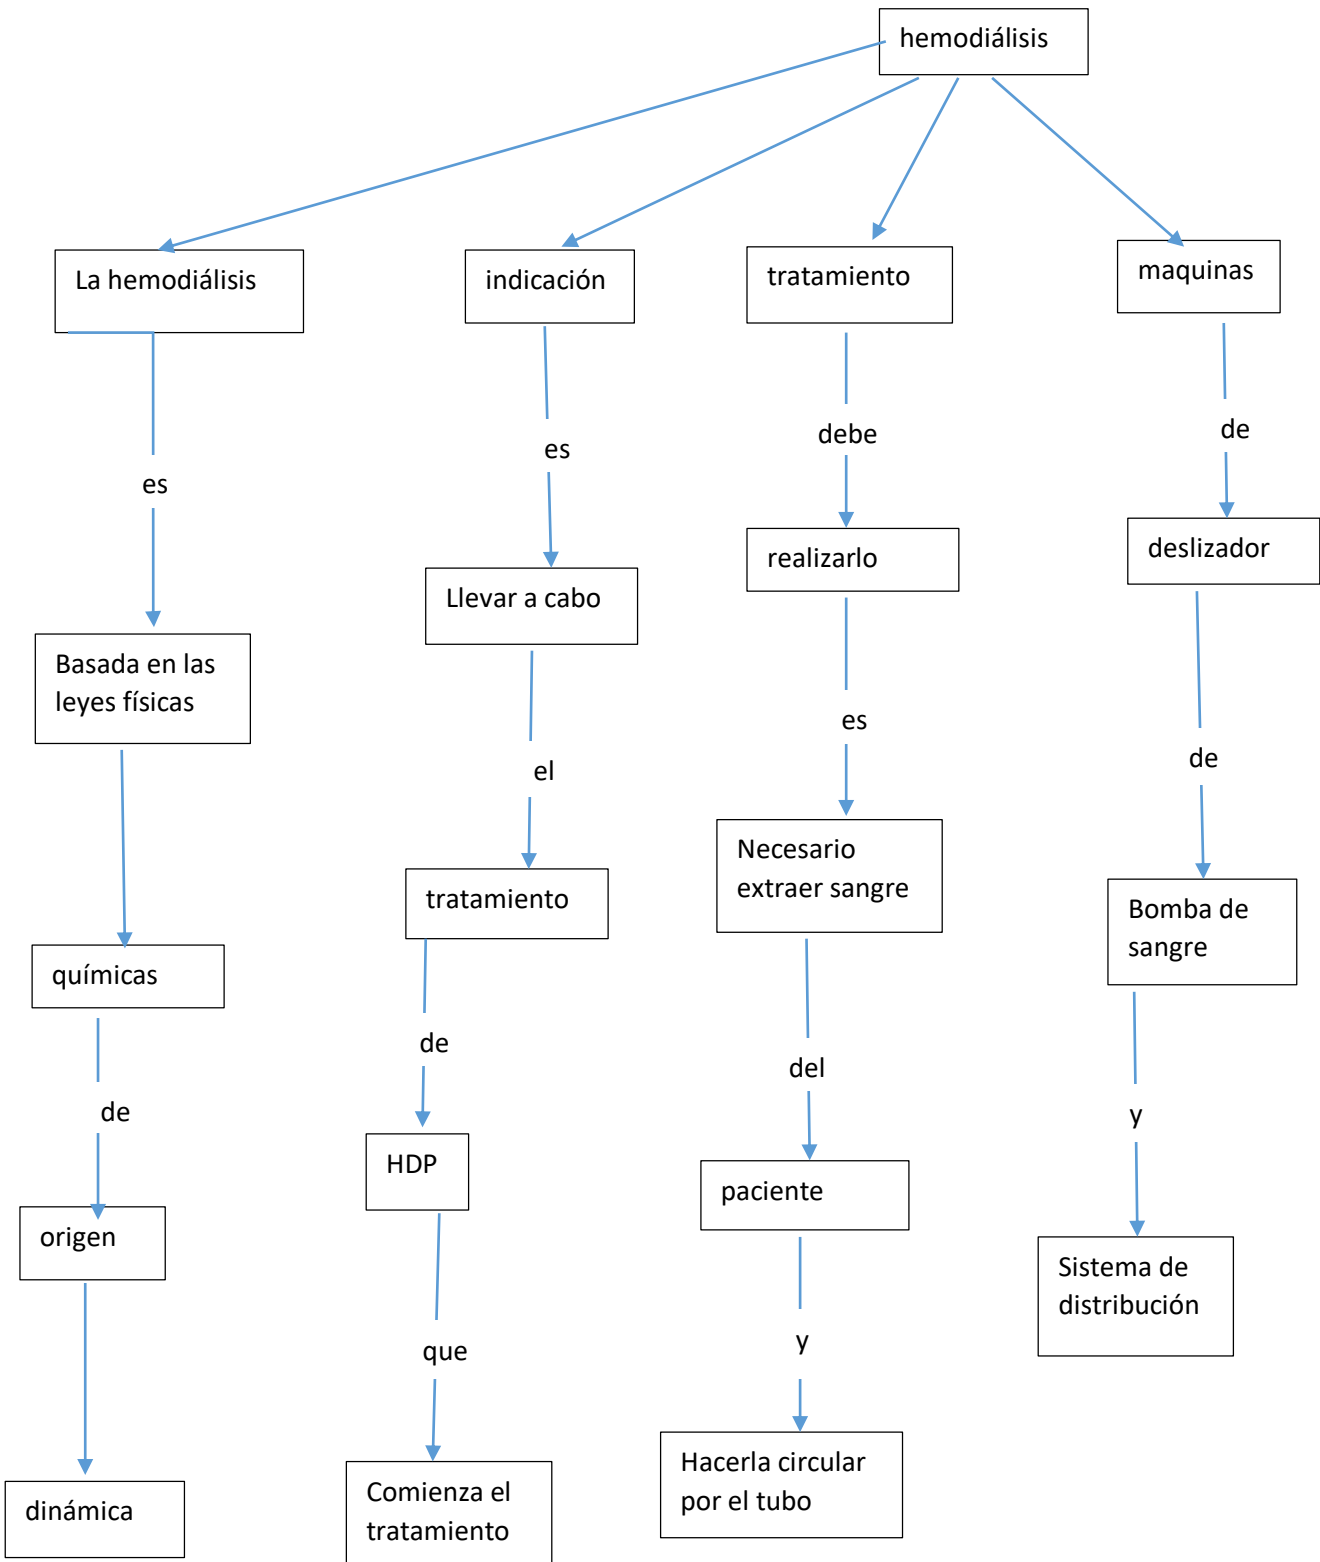 hemodiálisis
La hemodiálisis
es
Basada en las
leyes físicas
químicas
de
origen
dinámica
indicación
es
Llevar a cabo
el
tratamiento
de
HDP
que
Comienza el
tratamiento
tratamiento
debe
realizarlo
es
Necesario
extraer sangre
del
paciente
y
Hacerla circular
por el tubo
maquinas
de
deslizador
de
Bomba de
sangre
y
Sistema de
distribución